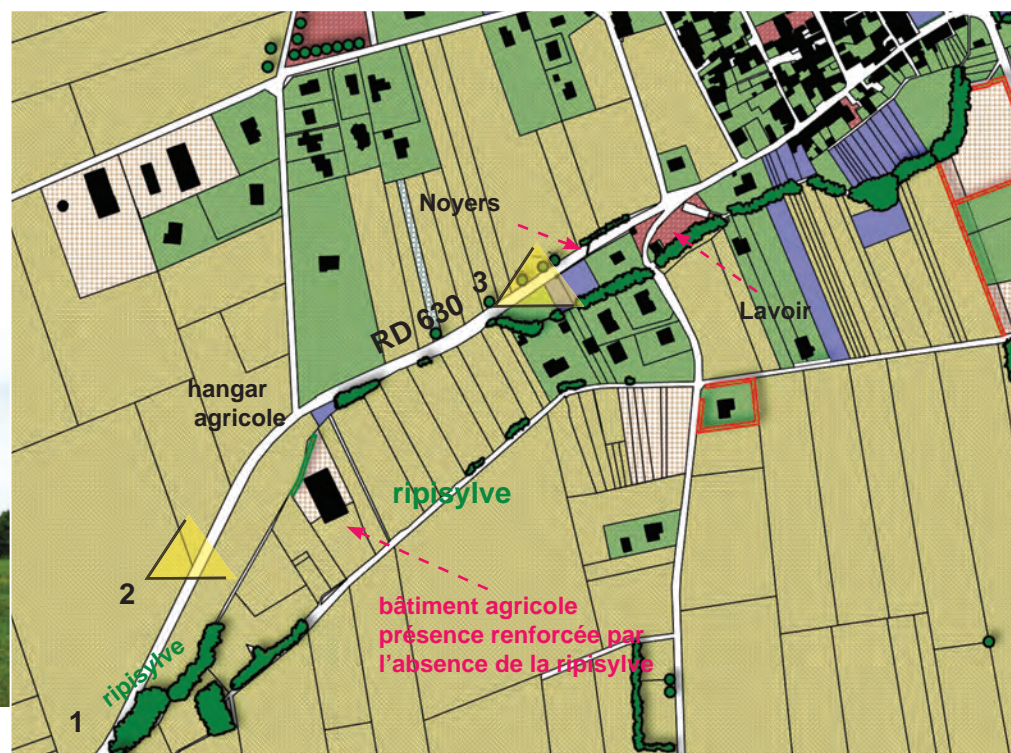 Noyers
3
RD 630
Lavoir
hangar
agricole
ripisylve
2
bâtiment agricole
présence renforcée par
l'absence de la ripisylve
ripisylve
1